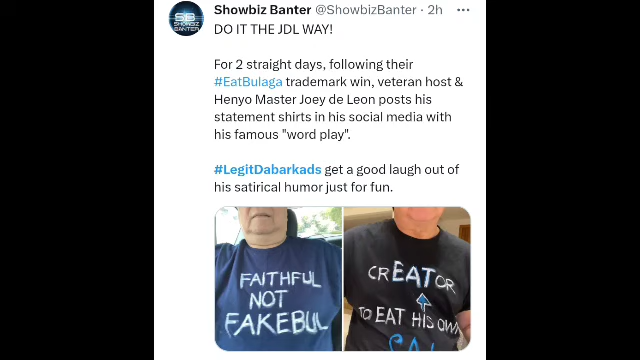 SB
SHOWBIZ
BANTER
Showbiz Banter @ShowbizBanter · 2h
DO IT THE JDL WAY!
For 2 straight days, following their
#EatBulaga trademark win, veteran host &
Henyo Master Joey de Leon posts his
statement shirts in his social media with
his famous "word play".
#LegitDabarkads get a good laugh out of
his satirical humor just for fun.
FAITHFUL
NOT
FAKEBUL
CREATOR
TO EAT HIS OWN